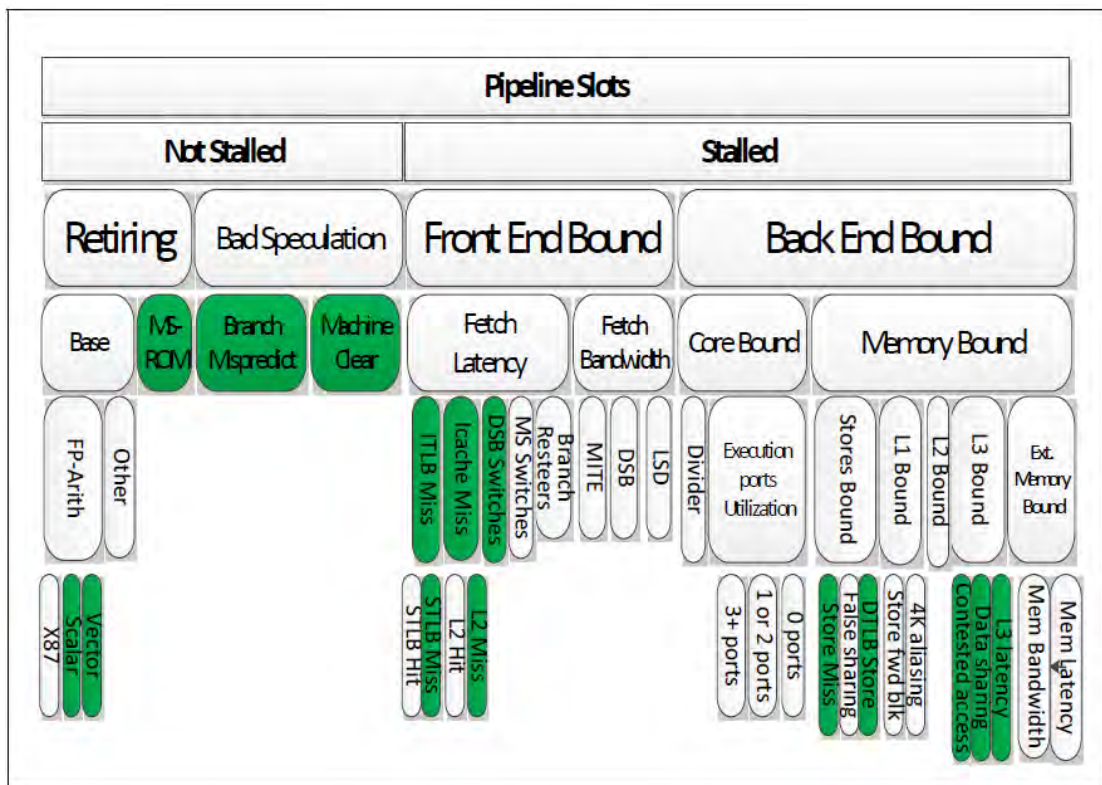 Pipeline Slots
Not Stalled
Stalled
Retiring
Bad Speculation
Front End Bound
Back End Bound
Base
MS-
ROM
Branch
Mispredict
Machine
Clear
Fetch
Latency
Fetch
Bandwidth
Core Bound
Memory Bound
FP-Arith
Other
ITLB Miss
Icache Miss
DSB Switches
MS Switches
Branch
Resteers
MITE
DSB
LSD
Divider
Execution
ports
Utilization
Stores Bound
L1 Bound
L2 Bound
L3 Bound
Ext.
Memory
Bound
X87
Scalar
Vector
STLB Hit
STLB Miss
L2 Hit
L2 Miss
3+ ports
1 or 2 ports
0 ports
Store Miss
False sharing
DTLB Store
Store fwd blk
4K aliasing
Contested access
Data sharing
L3 latency
Mem Bandwidth
Mem Latency